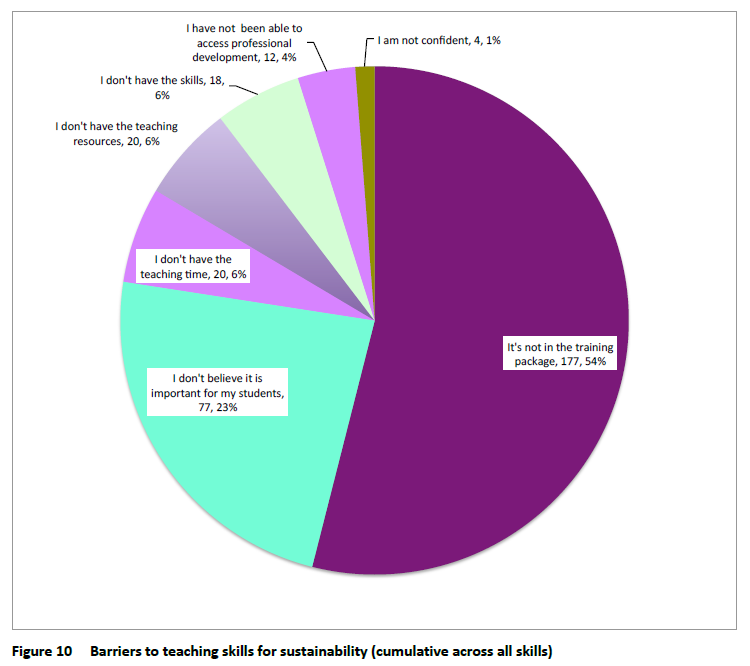 I have not been able to
access professional
development, 12, 4%
I am not confident, 4, 1%
I don't have the skills, 18,
6%
I don't have the teaching
resources, 20, 6%
I don't have the
teaching time, 20, 6%
It's not in the training
package, 177, 54%
I don't believe it is
important for my students,
77, 23%
Figure 10 Barriers to teaching skills for sustainability (cumulative across all skills)